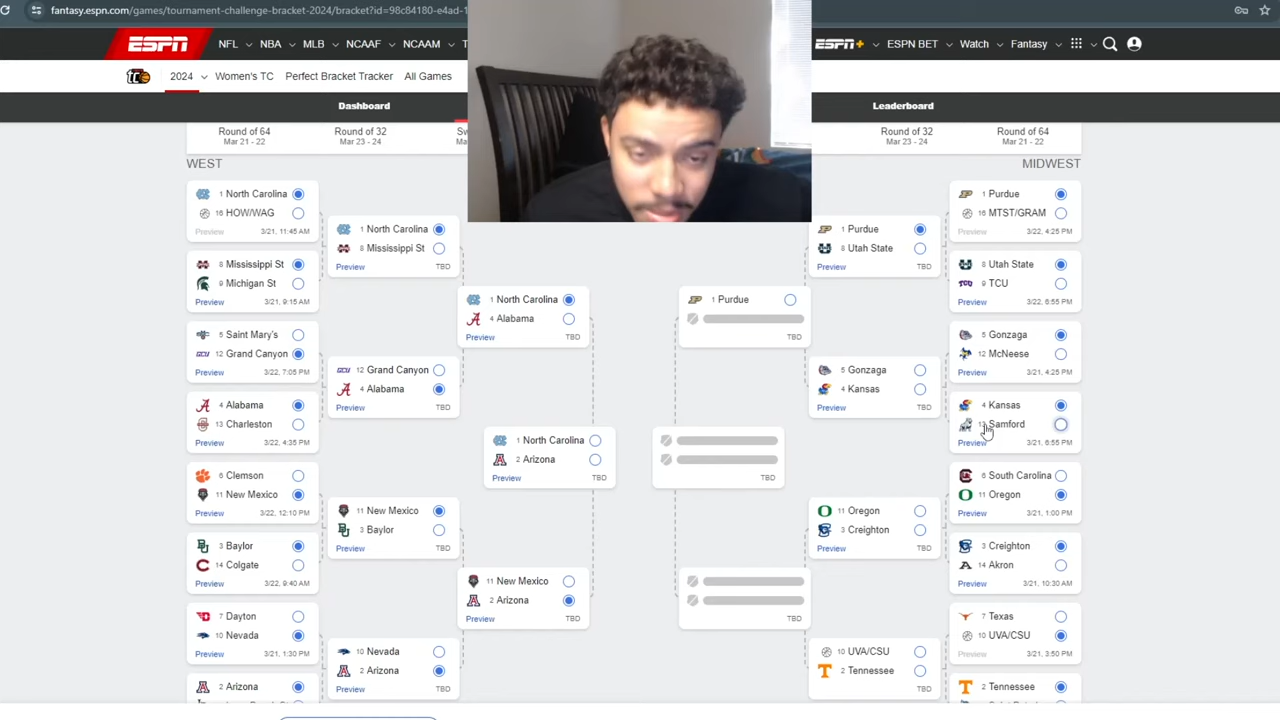 fantasy.espn.com/games/tournament-challenge-bracket-2024/bracket?id=98c84180-e4ad-1
ESPN NFL MLB NCAAM ESPN+ ESPN BET Watch Fantasy
2024 Women's TC Perfect Bracket Tracker All Games
Dashboard Leaderboard
Round of 64 Round of 32 Round of 32 Round of 64
Mar 21 - 22 Mar 23 - 24 Mar 23 - 24 Mar 21 - 22
WEST
1 North Carolina
16 HOW/WAG
Preview 3/21, 11:45 AM
8 Mississippi St
9 Michigan St
Preview 3/21, 9:15 AM
5 Saint Mary's
12 Grand Canyon
Preview 3/22, 7:05 PM
4 Alabama
13 Charleston
Preview 3/22, 4:35 PM
6 Clemson
11 New Mexico
Preview 3/22, 12:10 PM
3 Baylor
14 Colgate
Preview 3/22, 9:40 AM
7 Dayton
10 Nevada
Preview 3/21, 1:30 PM
2 Arizona
1 North Carolina
8 Mississippi St
Preview TBD
12 Grand Canyon
4 Alabama
Preview TBD
11 New Mexico
3 Baylor
Preview TBD
10 Nevada
2 Arizona
Preview TBD
1 North Carolina
4 Alabama
Preview TBD
11 New Mexico
2 Arizona
Preview TBD
1 North Carolina
2 Arizona
Preview TBD
TBD
1 Purdue
TBD
TBD
1 Purdue
8 Utah State
Preview TBD
5 Gonzaga
4 Kansas
Preview TBD
11 Oregon
3 Creighton
Preview TBD
10 UVA/CSU
2 Tennessee
Preview TBD
MIDWEST
1 Purdue
16 MTST/GRAM
Preview 3/22, 4:25 PM
8 Utah State
9 TCU
Preview 3/22, 6:55 PM
5 Gonzaga
12 McNeese
Preview 3/21, 4:25 PM
4 Kansas
Samford
Preview 3/21, 6:55 PM
6 South Carolina
11 Oregon
Preview 3/21, 1:00 PM
3 Creighton
14 Akron
Preview 3/21, 10:30 AM
7 Texas
10 UVA/CSU
Preview 3/21, 3:50 PM
2 Tennessee